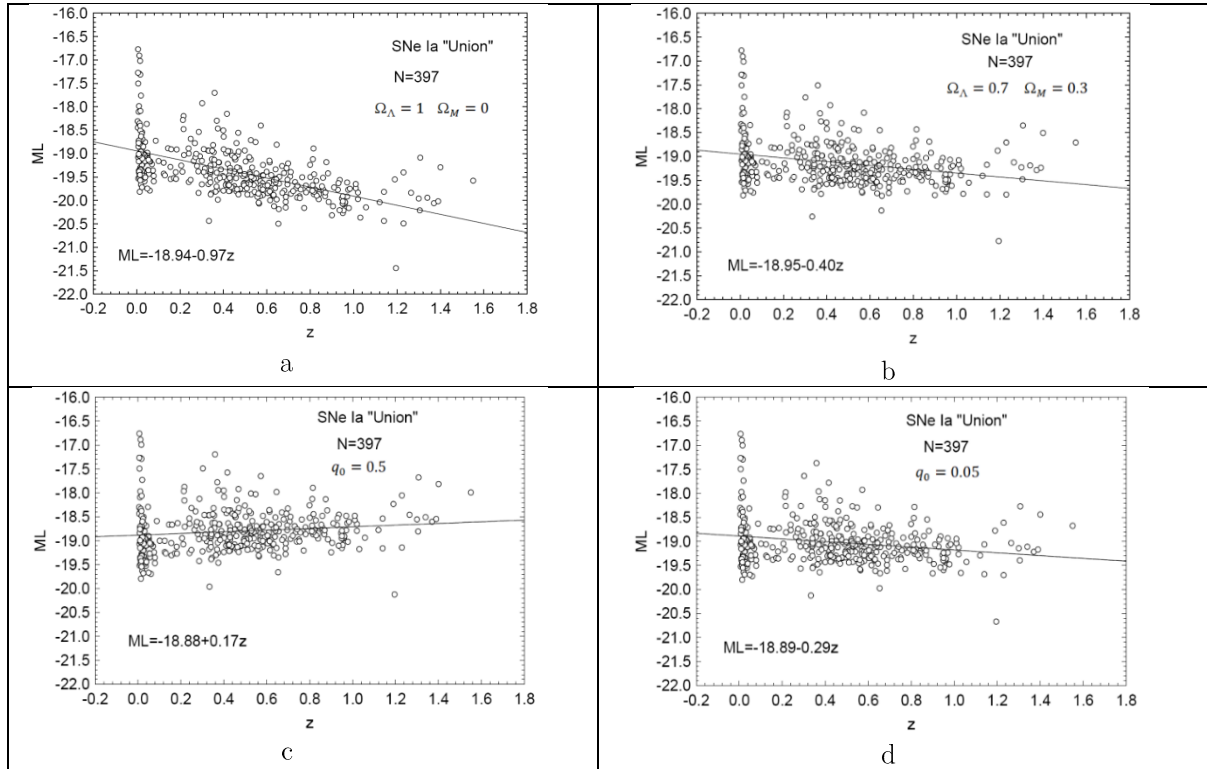 -16.0
-16.5
-17.0
-17.5
-18.0
-18.5
-19.0
-19.5
-20.0
-20.5
-21.0
-21.5
-22.0
ML
SNe Ia "Union"
N=397
Ω_Λ = 1 Ω_M = 0
ML=-18.94-0.97z
-0.2 0.0 0.2 0.4 0.6 0.8 1.0 1.2 1.4 1.6 1.8
z
a
-16.0
-16.5
-17.0
-17.5
-18.0
-18.5
-19.0
-19.5
-20.0
-20.5
-21.0
-21.5
-22.0
ML
SNe Ia "Union"
N=397
Ω_Λ = 0.7 Ω_M = 0.3
ML=-18.95-0.40z
-0.2 0.0 0.2 0.4 0.6 0.8 1.0 1.2 1.4 1.6 1.8
z
b
-16.0
-16.5
-17.0
-17.5
-18.0
-18.5
-19.0
-19.5
-20.0
-20.5
-21.0
-21.5
-22.0
ML
SNe Ia "Union"
N=397
q_0 = 0.5
ML=-18.88+0.17z
-0.2 0.0 0.2 0.4 0.6 0.8 1.0 1.2 1.4 1.6 1.8
z
c
-16.0
-16.5
-17.0
-17.5
-18.0
-18.5
-19.0
-19.5
-20.0
-20.5
-21.0
-21.5
-22.0
ML
SNe Ia "Union"
N=397
q_0 = 0.05
ML=-18.89-0.29z
-0.2 0.0 0.2 0.4 0.6 0.8 1.0 1.2 1.4 1.6 1.8
z
d